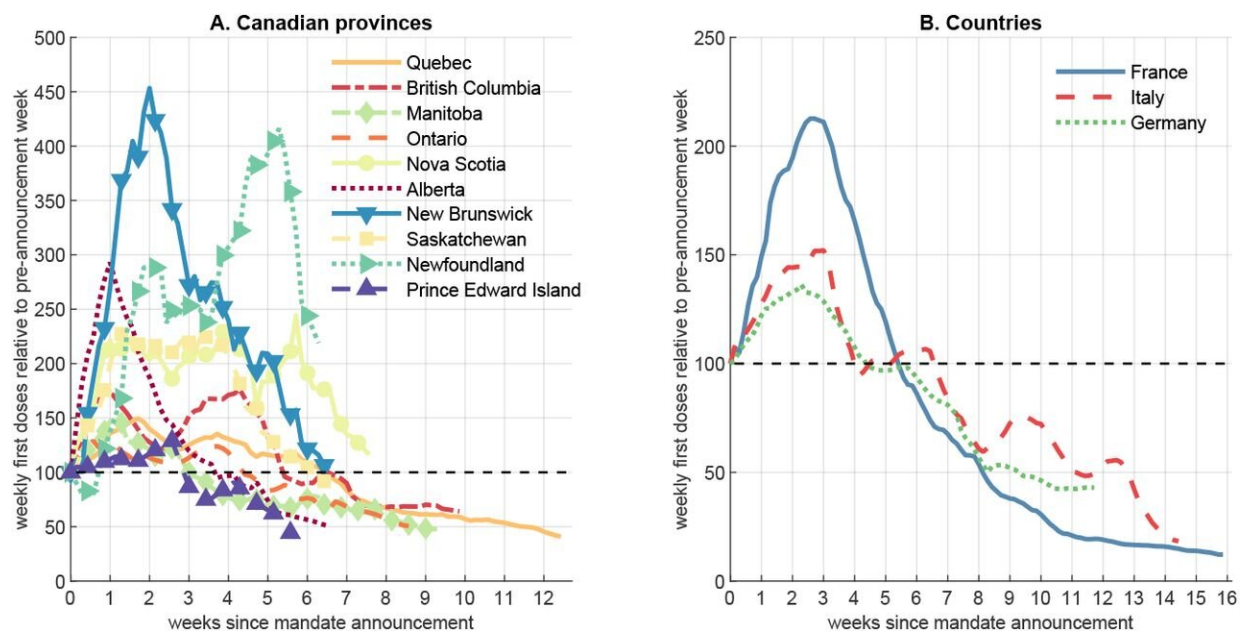 A. Canadian provinces
weekly first doses relative to pre-announcement week
500
450
400
350
300
250
200
150
100
50
0
Quebec
British Columbia
Manitoba
Ontario
Nova Scotia
Alberta
New Brunswick
Saskatchewan
Newfoundland
Prince Edward Island
0 1 2 3 4 5 6 7 8 9 10 11 12
weeks since mandate announcement
B. Countries
weekly first doses relative to pre-announcement week
250
200
150
100
50
0
France
Italy
Germany
0 1 2 3 4 5 6 7 8 9 10 11 12 13 14 15 16
weeks since mandate announcement